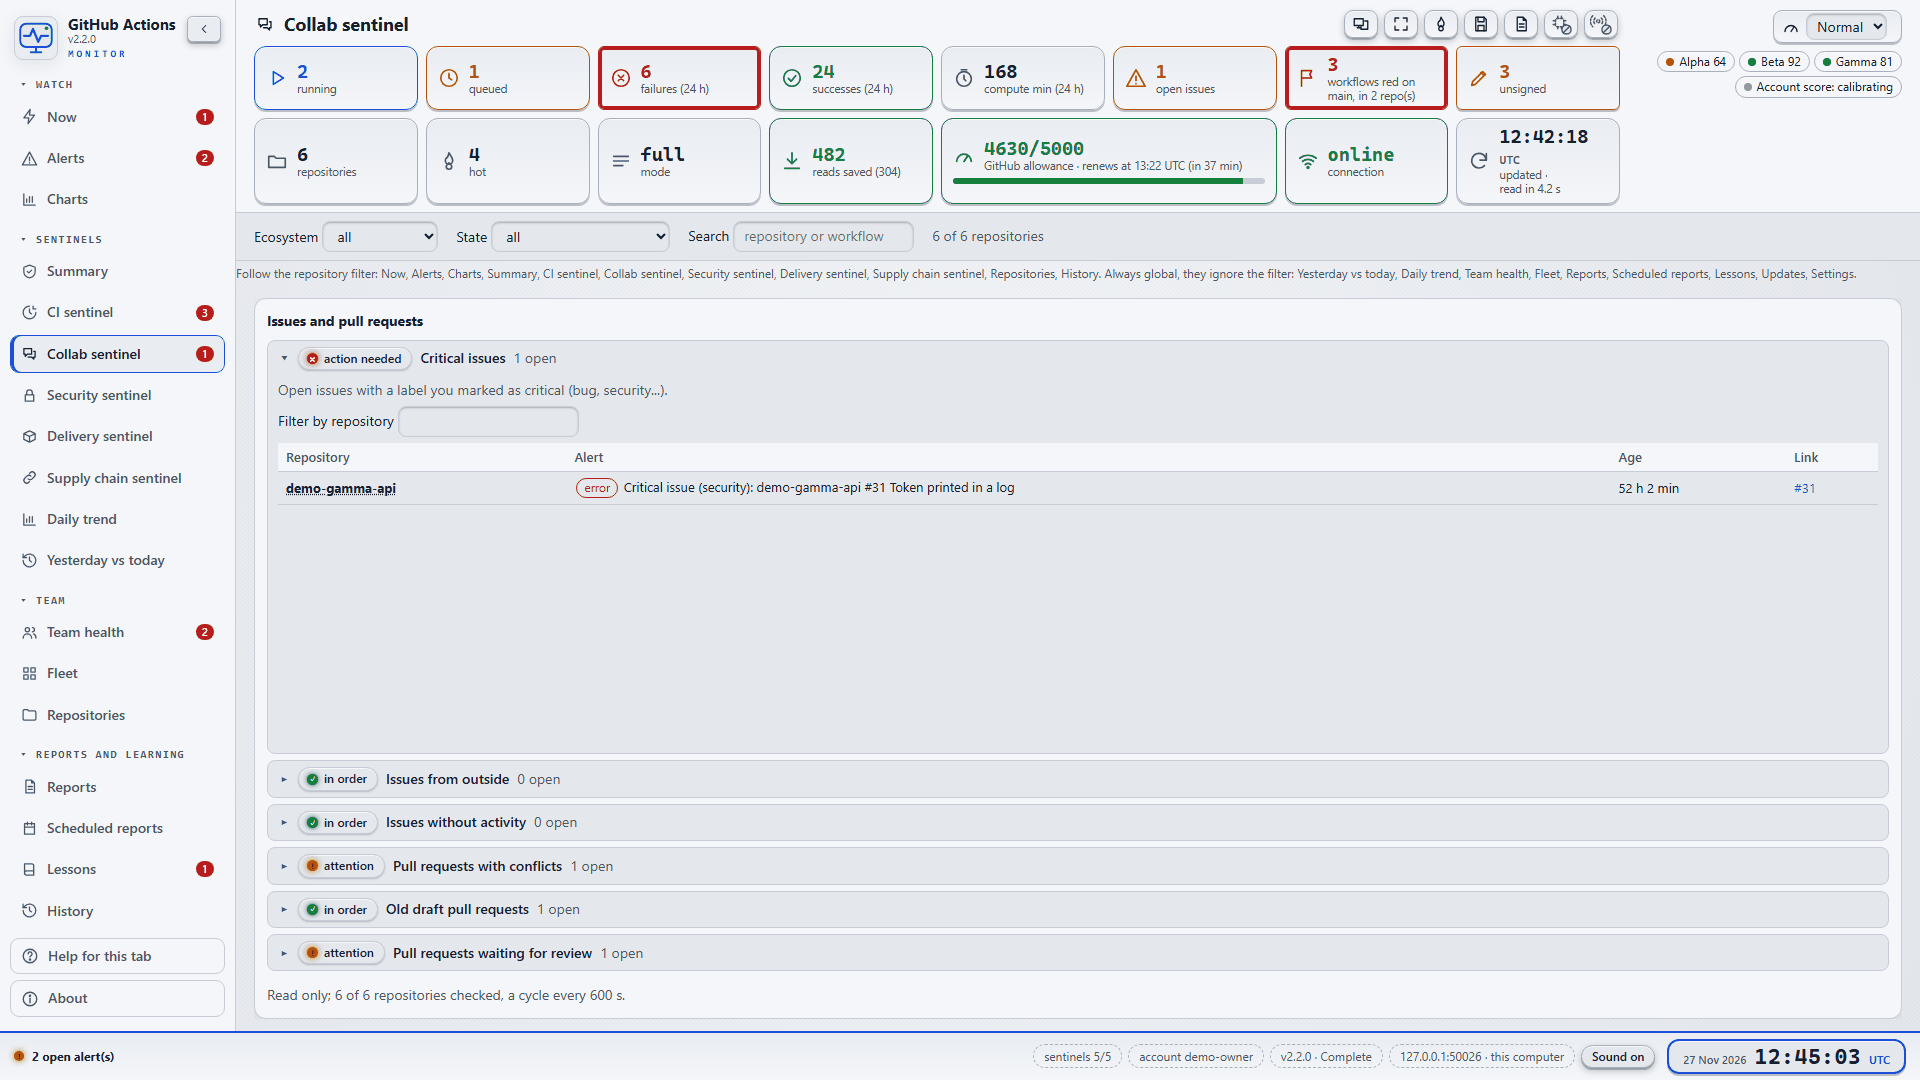 GitHub Actions
v2.2.0
MONITOR
WATCH
Now 1
Alerts 2
Charts
SENTINELS
Summary
CI sentinel 3
Collab sentinel 1
Security sentinel
Delivery sentinel
Supply chain sentinel
Daily trend
Yesterday vs today
TEAM
Team health 2
Fleet
Repositories
REPORTS AND LEARNING
Reports
Scheduled reports
Lessons 1
History
Help for this tab
About
Collab sentinel
Normal
Alpha 64
Beta 92
Gamma 81
Account score: calibrating
2
running
1
queued
6
failures (24 h)
24
successes (24 h)
168
compute min (24 h)
1
open issues
3
workflows red on
main, in 2 repo(s)
3
unsigned
6
repositories
4
hot
full
mode
482
reads saved (304)
4630/5000
GitHub allowance · renews at 13:22 UTC (in 37 min)
online
connection
12:42:18
UTC
updated ·
read in 4.2 s
Ecosystem all State all Search repository or workflow 6 of 6 repositories
Follow the repository filter: Now, Alerts, Charts, Summary, CI sentinel, Collab sentinel, Security sentinel, Delivery sentinel, Supply chain sentinel, Repositories, History. Always global, they ignore the filter: Yesterday vs today, Daily trend, Team health, Fleet, Reports, Scheduled reports, Lessons, Updates, Settings.
Issues and pull requests
action needed Critical issues 1 open
Open issues with a label you marked as critical (bug, security...).
Filter by repository
Repository Alert Age Link
demo-gamma-api error Critical issue (security): demo-gamma-api #31 Token printed in a log 52 h 2 min #31
in order Issues from outside 0 open
in order Issues without activity 0 open
attention Pull requests with conflicts 1 open
in order Old draft pull requests 1 open
attention Pull requests waiting for review 1 open
Read only; 6 of 6 repositories checked, a cycle every 600 s.
2 open alert(s)
sentinels 5/5
account demo-owner
v2.2.0 · Complete
127.0.0.1:50026 · this computer
Sound on
27 Nov 2026 12:45:03 UTC